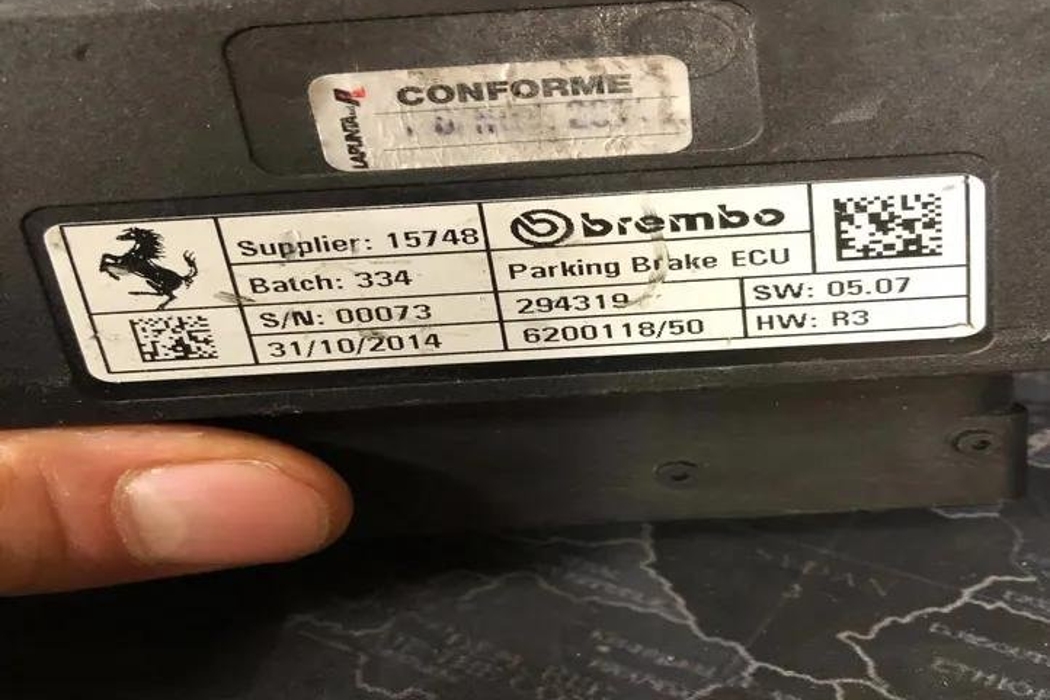 CONFORME
LAPUNTA
Supplier: 15748
Batch: 334
S/N: 00073
31/10/2014
brembo
Parking Brake ECU
294319
6200118/50
SW: 05.07
HW: R3